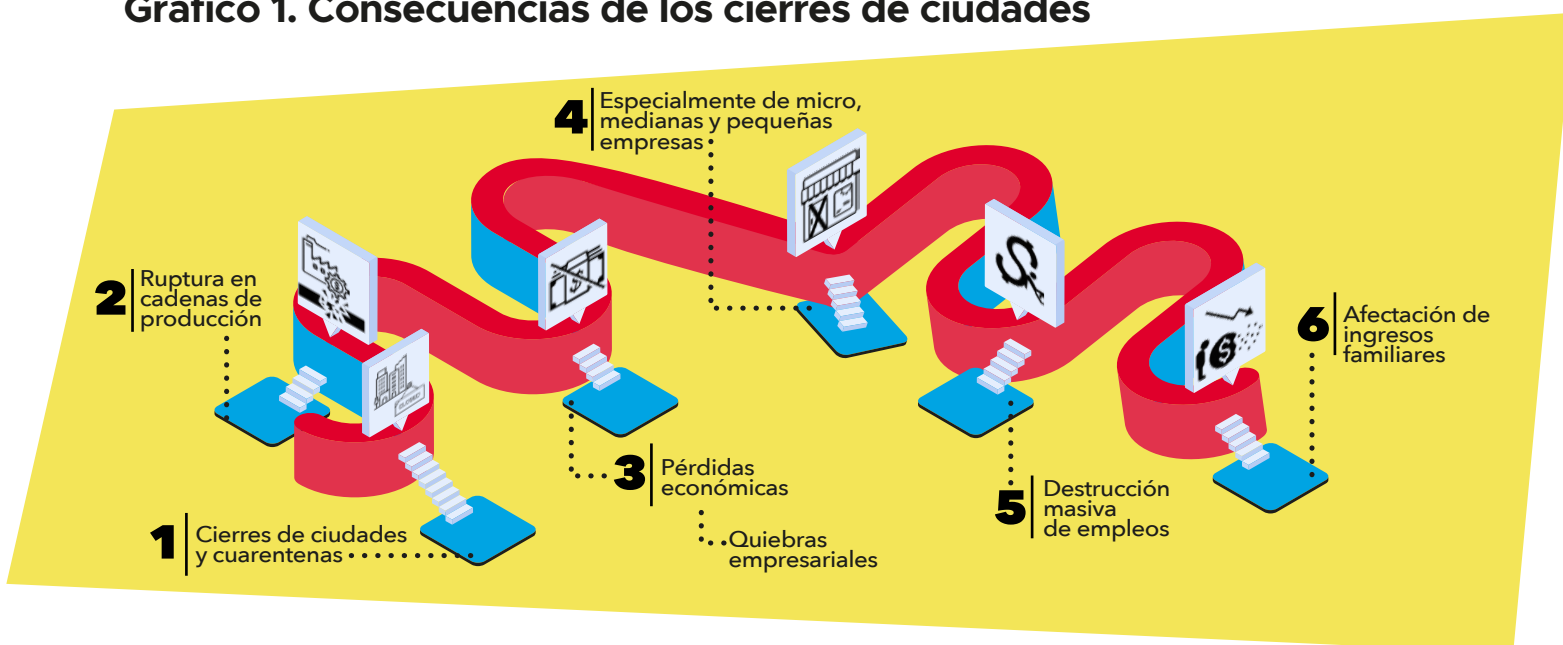 Gráfico 1. Consecuencias de los cierres de ciudades
1
Cierres de ciudades
y cuarentenas
2
Ruptura en
cadenas de
producción
3
Pérdidas
económicas
Quiebras
empresariales
4
Especialmente de micro,
medianas y pequeñas
empresas
5
Destrucción
masiva
de empleos
6
Afectación de
ingresos
familiares